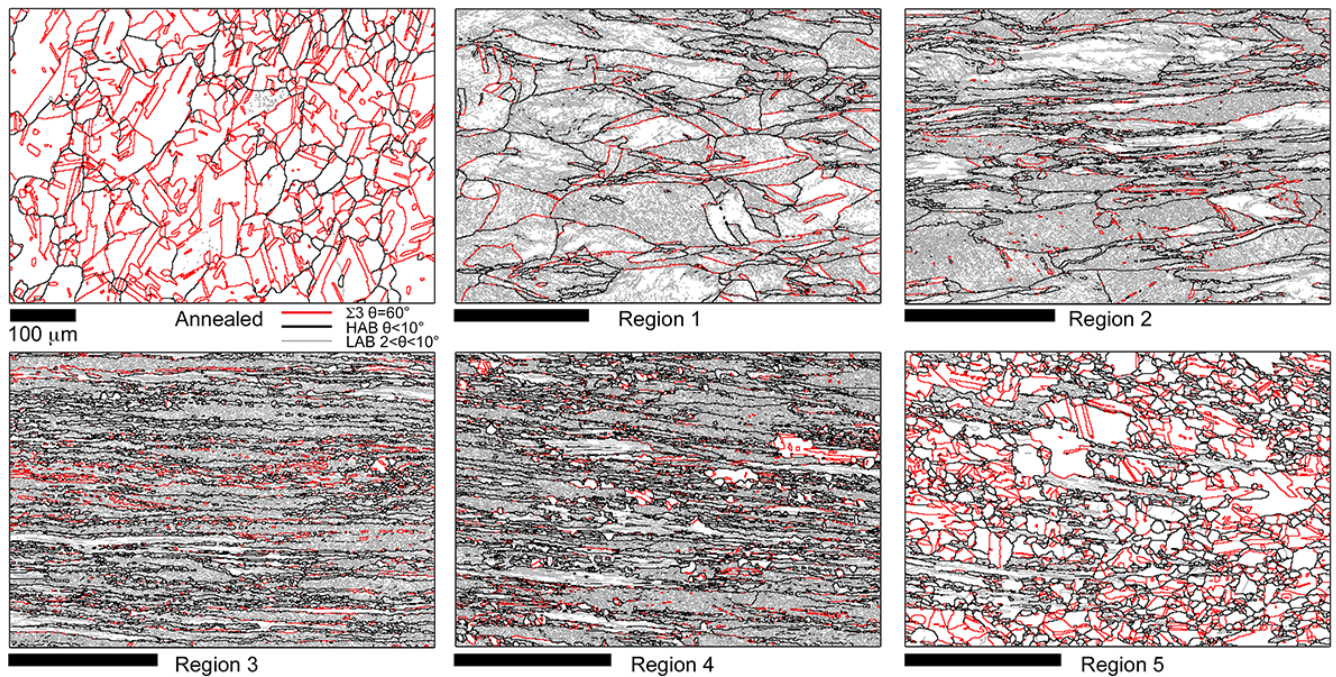 Annealed
100 μm
Σ3 θ=60°
HAB θ<10°
LAB 2<θ<10°
Region 1
Region 2
Region 3
Region 4
Region 5